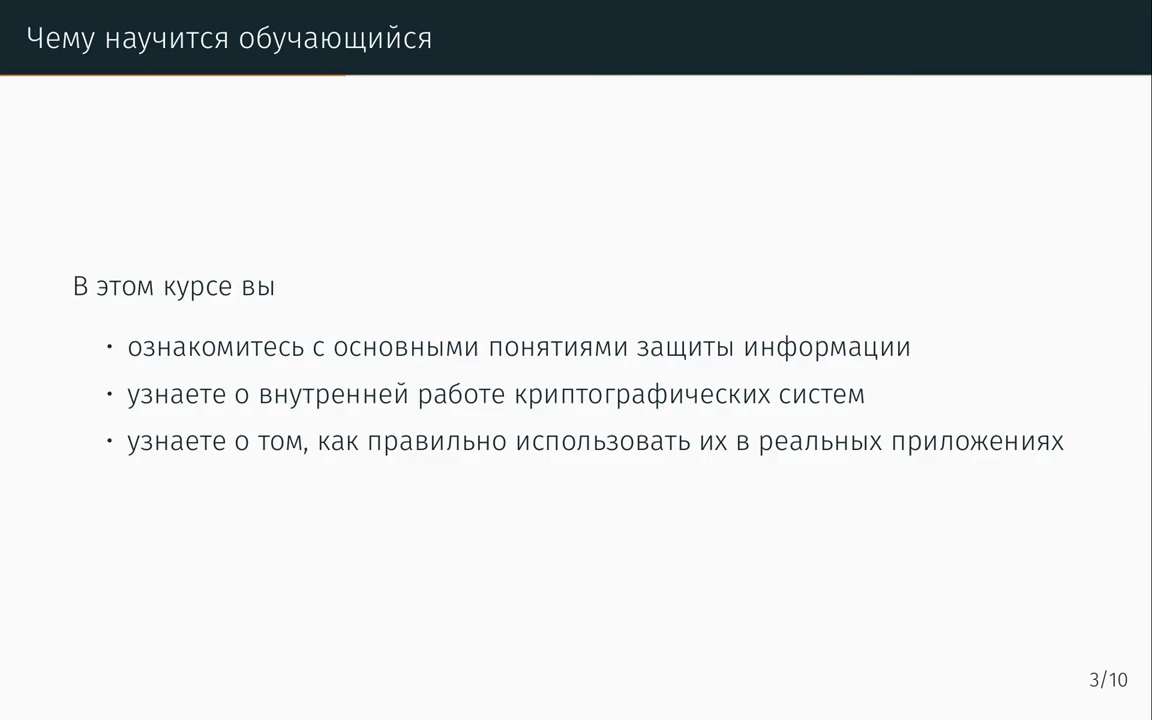 Чему научится обучающийся
В этом курсе вы
• ознакомитесь с основными понятиями защиты информации
• узнаете о внутренней работе криптографических систем
• узнаете о том, как правильно использовать их в реальных приложениях
3/10